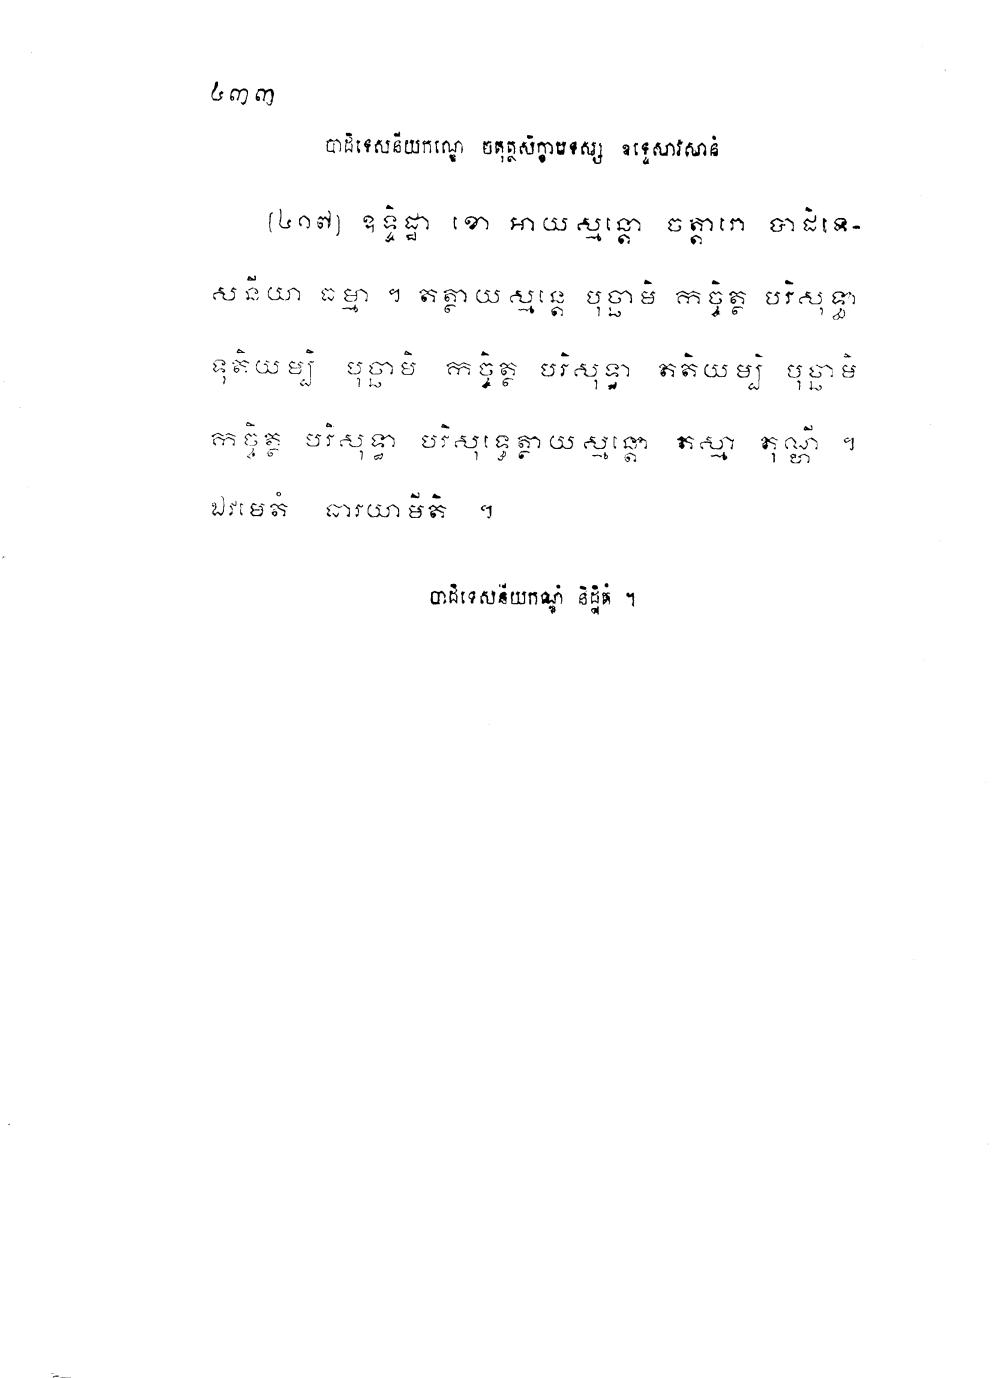 ៤៣៣
បាដិទេសនីយកណ្ឌេ ចតុត្ថសិក្ខាបទស្ស ឧទ្ទេសាវសានំ
(៤១៧) ឧទ្ទិដ្ឋា ខោ អាយស្មន្តោ ចត្តារោ បាដិទេ-
សនីយា ធម្មា ។ តត្ថាយស្មន្តេ បុច្ឆាមិ កច្ចិត្ថ បរិសុទ្ធា
ទុតិយម្បិ បុច្ឆាមិ កច្ចិត្ថ បរិសុទ្ធា តតិយម្បិ បុច្ឆាមិ
កច្ចិត្ថ បរិសុទ្ធា បរិសុទ្ធេត្ថាយស្មន្តោ តស្មា តុណ្ហី ។
ឯវមេតំ ធារយាមីតិ ។
បាដិទេសនីយកណ្ឌំ និដ្ឋិតំ ។